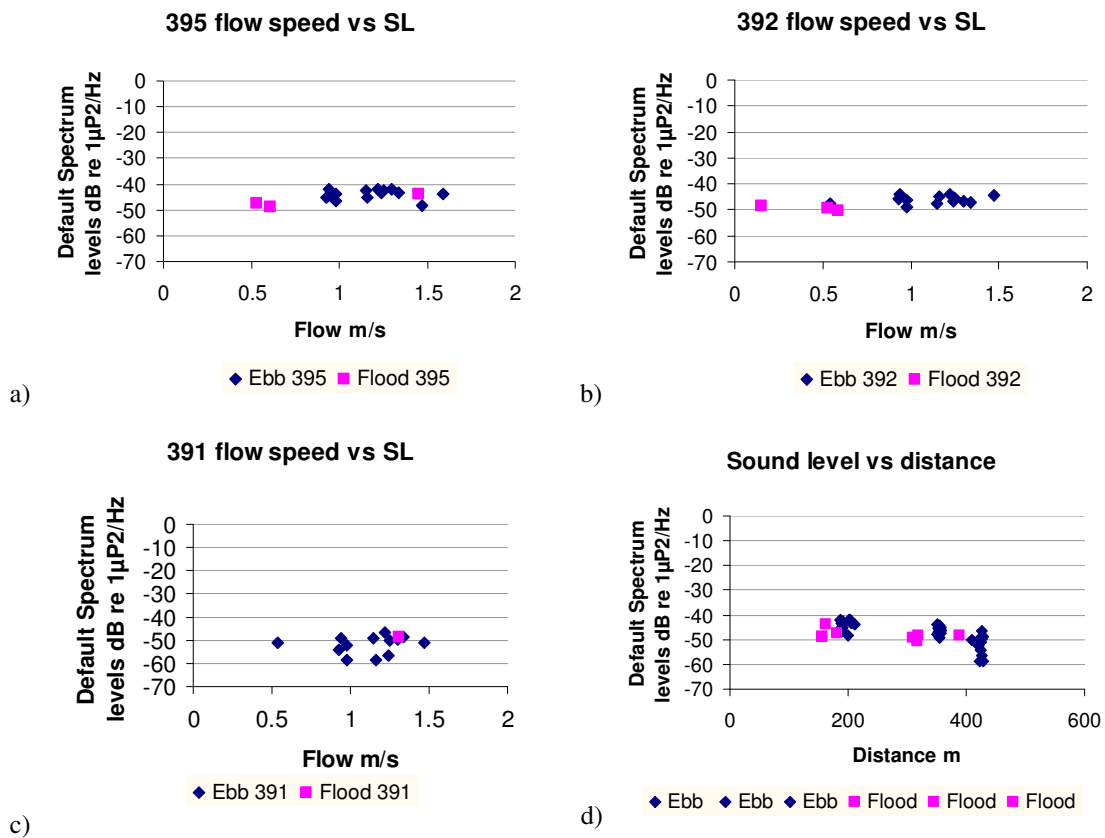 395 flow speed vs SL
Default Spectrum
levels dB re 1µP2/Hz
0
-10
-20
-30
-40
-50
-60
-70
0
0.5
1
1.5
2
Flow m/s
Ebb 395 Flood 395
a)
392 flow speed vs SL
Default Spectrum
levels dB re 1µP2/Hz
0
-10
-20
-30
-40
-50
-60
-70
0
0.5
1
1.5
2
Flow m/s
Ebb 392 Flood 392
b)
391 flow speed vs SL
Default Spectrum
levels dB re 1µP2/Hz
0
-10
-20
-30
-40
-50
-60
-70
0
0.5
1
1.5
2
Flow m/s
Ebb 391 Flood 391
c)
Sound level vs distance
Default Spectrum
levels dB re 1µP2/Hz
0
-10
-20
-30
-40
-50
-60
-70
0
200
400
600
Distance m
Ebb Ebb Ebb Flood Flood Flood
d)